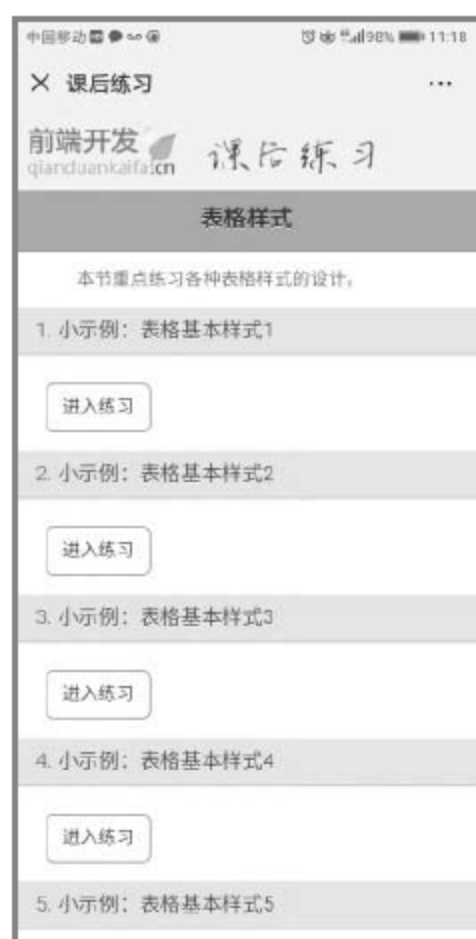 中国移动 98% 11:18
× 课后练习 ...
前端开发 课后练习
qianduankaifa.cn
表格样式
本节重点练习各种表格样式的设计。
1. 小示例：表格基本样式1
进入练习
2. 小示例：表格基本样式2
进入练习
3. 小示例：表格基本样式3
进入练习
4. 小示例：表格基本样式4
进入练习
5. 小示例：表格基本样式5